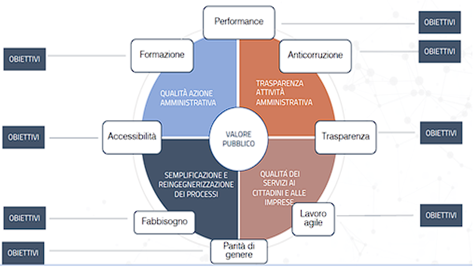 Performance
OBIETTIVI
Formazione
Anticorruzione
OBIETTIVI
OBIETTIVI
QUALITÀ AZIONE
AMMINISTRATIVA
TRASPARENZA
ATTIVITÀ
AMMINISTRATIVA
Accessibilità
VALORE
PUBBLICO
Trasparenza
OBIETTIVI
OBIETTIVI
SEMPLIFICAZIONE E
REINGEGNERIZZAZIONE
DEI PROCESSI
QUALITÀ DEI
SERVIZI AI
CITTADINI E ALLE
IMPRESE
OBIETTIVI
Fabbisogno
Lavoro
agile
OBIETTIVI
OBIETTIVI
Parità di
genere